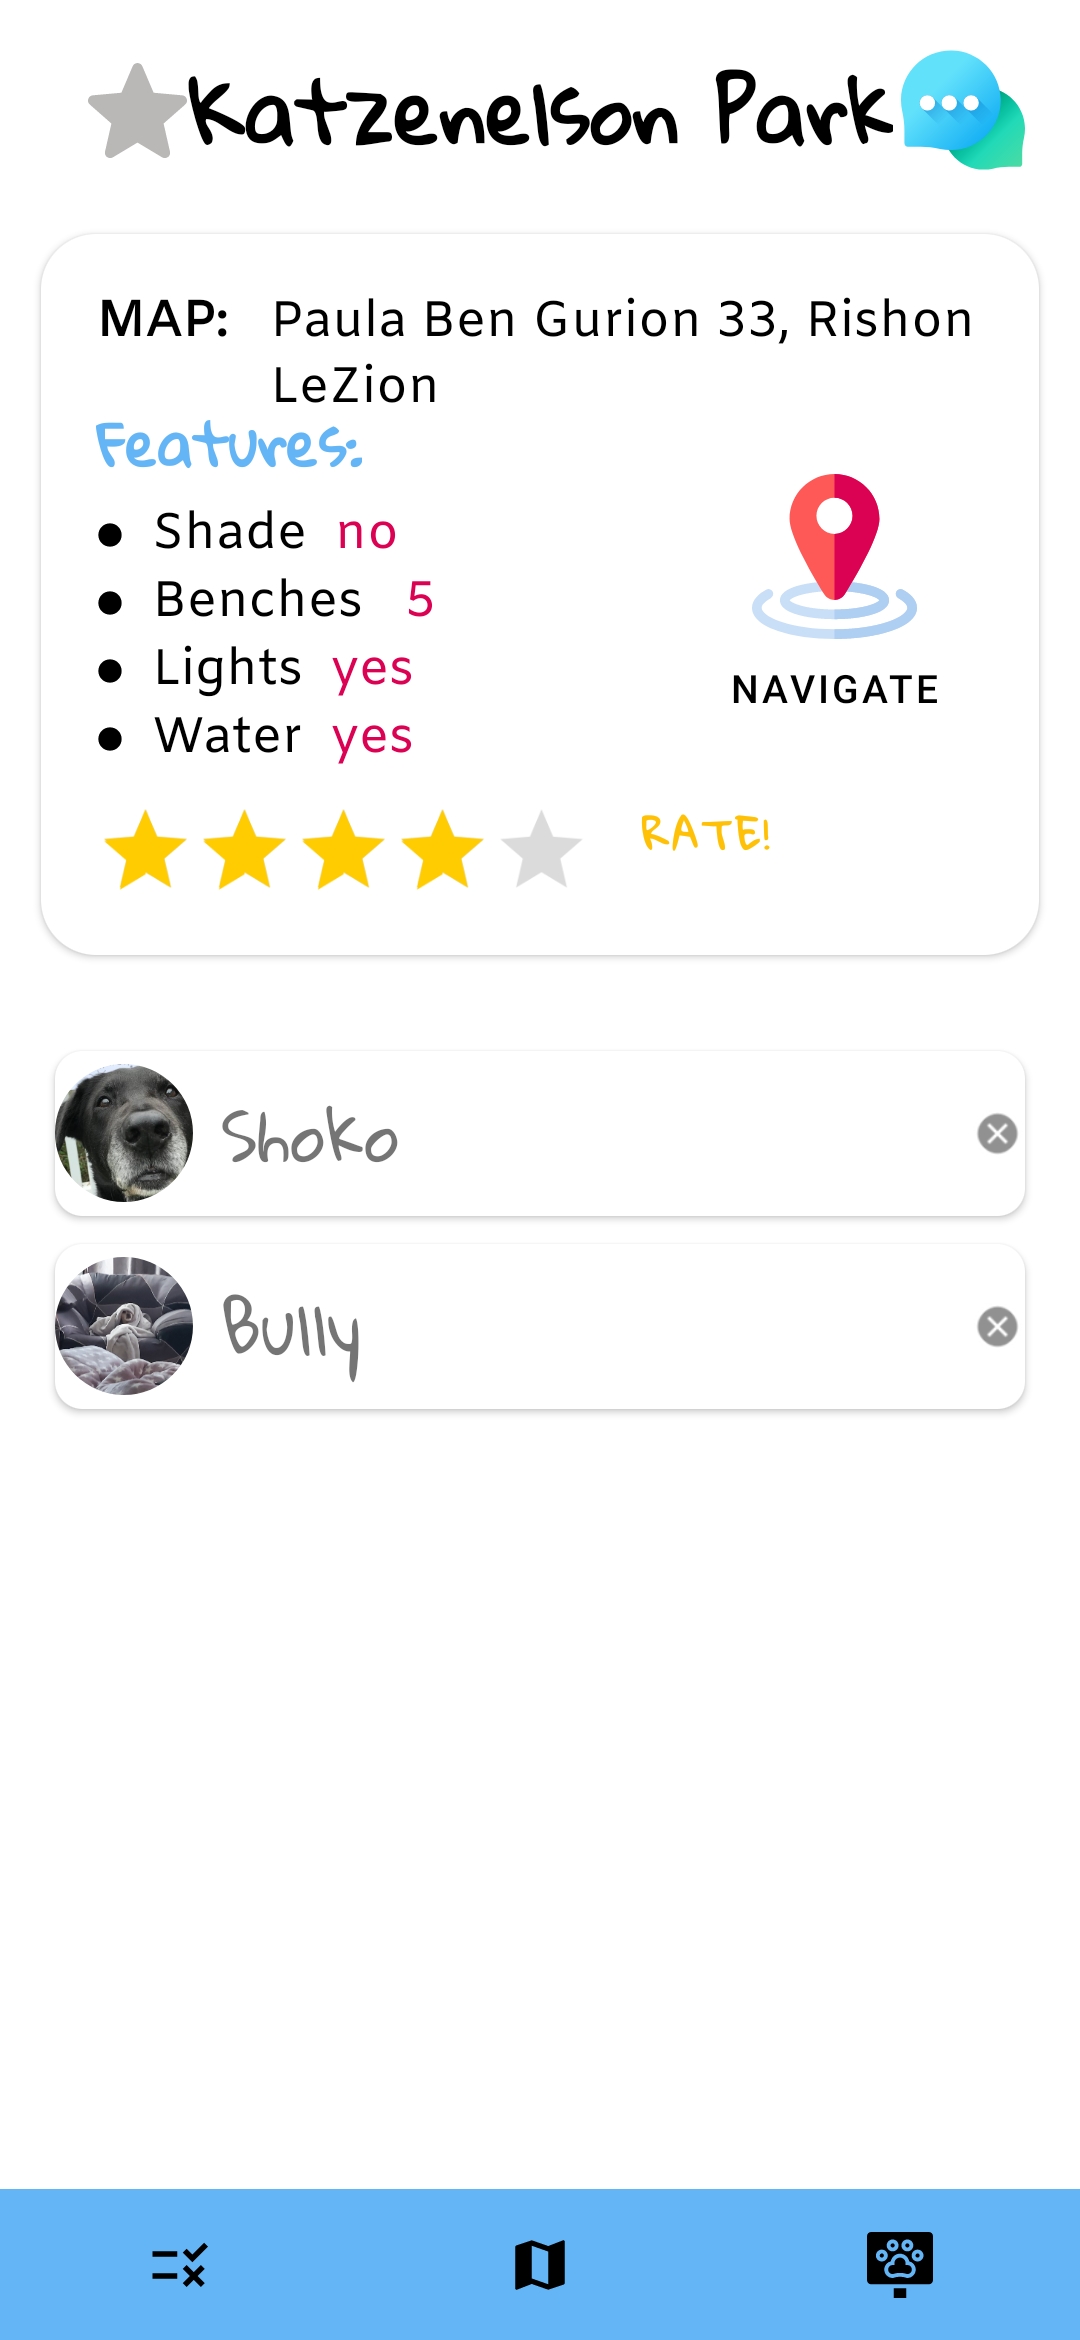 Katzenelson Park
MAP: Paula Ben Gurion 33, Rishon
LeZion
Features:
Shade no
Benches 5
Lights yes
Water yes
NAVIGATE
RATE!
Shoko
Bully